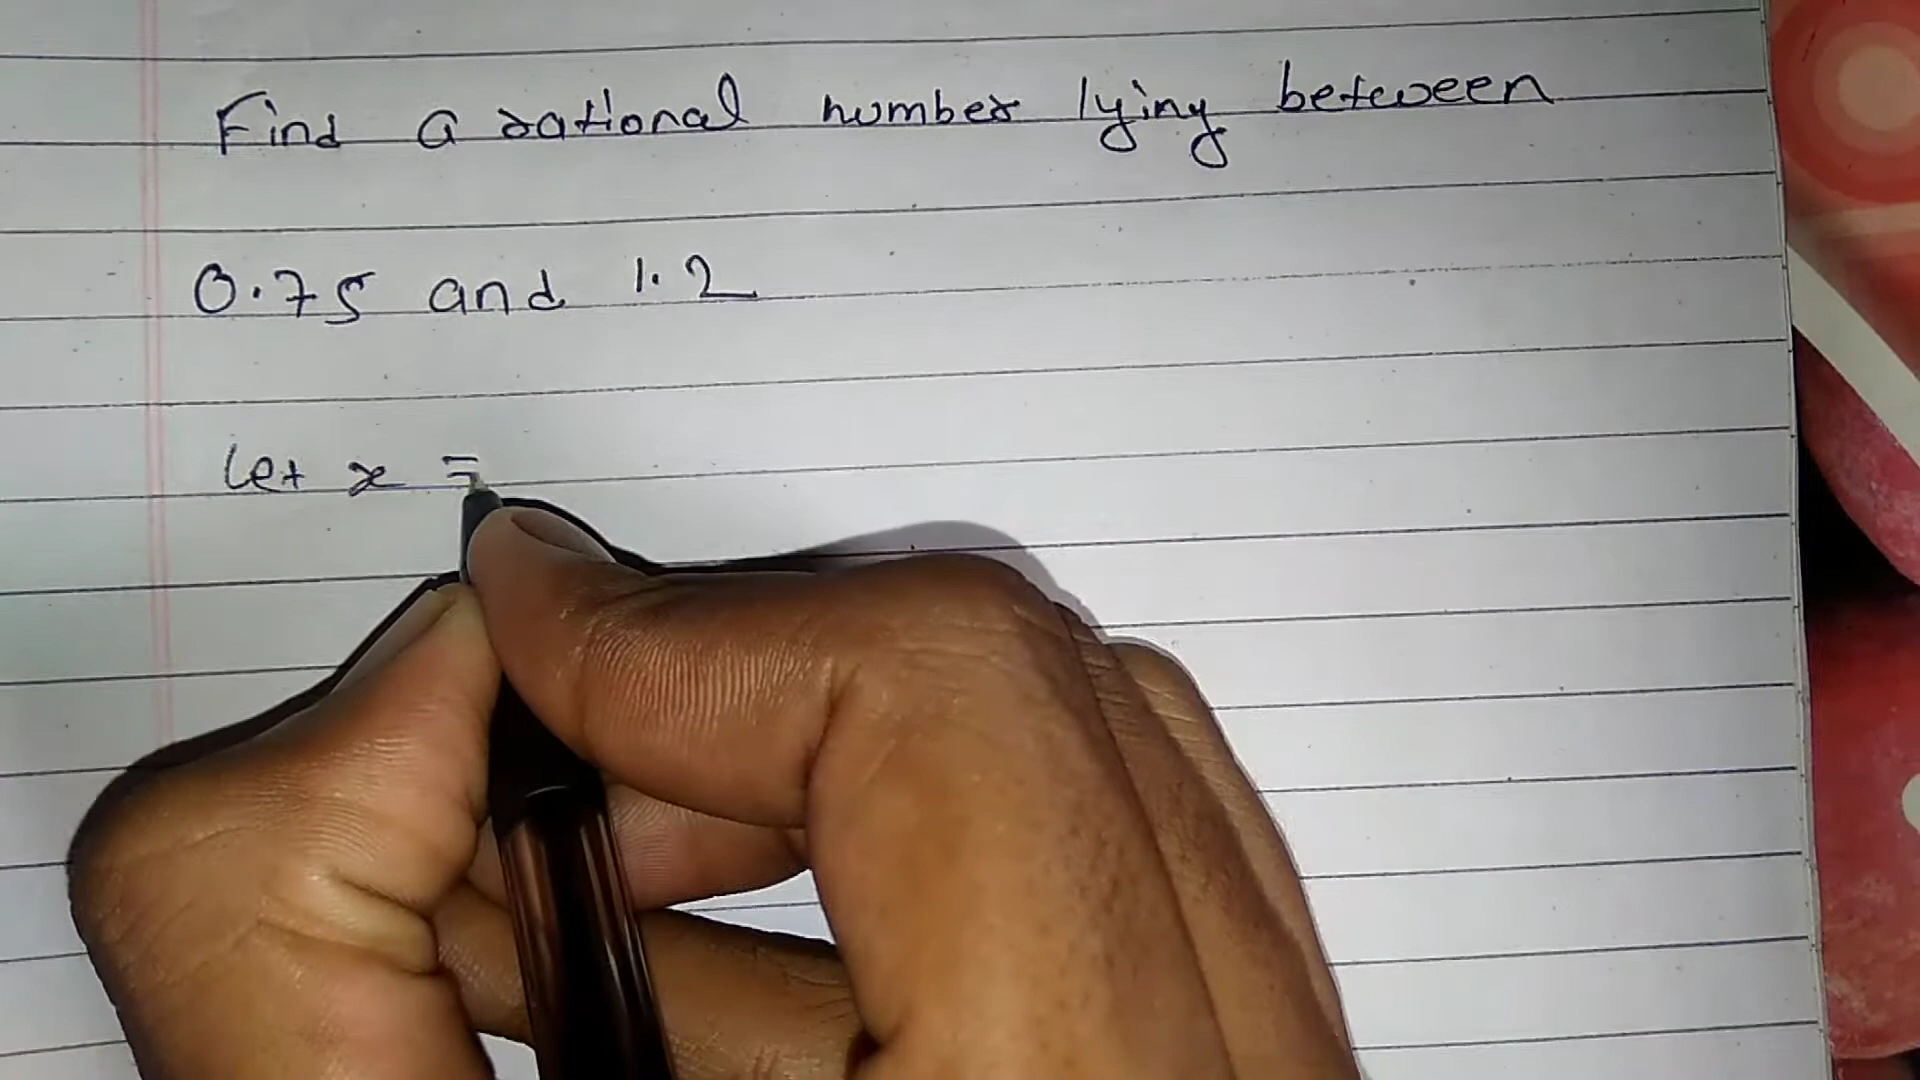 Find a rational number lying between
0.75 and 1.2
Let x =